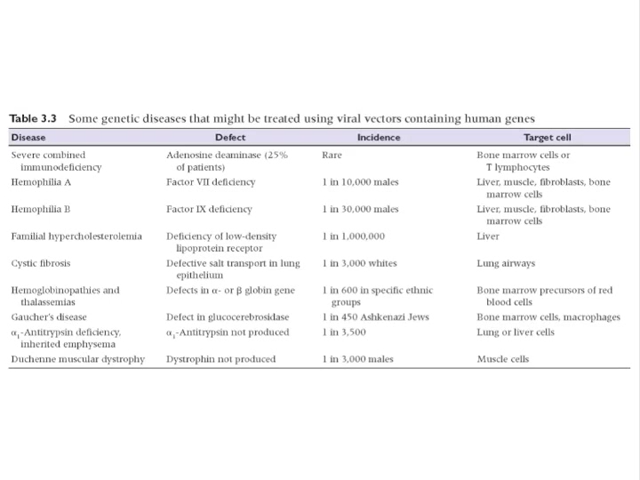 Table 3.3 Some genetic diseases that might be treated using viral vectors containing human genes
Disease Defect Incidence Target cell
Severe combined immunodeficiency Adenosine deaminase (25% of patients) Rare Bone marrow cells or T lymphocytes
Hemophilia A Factor VII deficiency 1 in 10,000 males Liver, muscle, fibroblasts, bone marrow cells
Hemophilia B Factor IX deficiency 1 in 30,000 males Liver, muscle, fibroblasts, bone marrow cells
Familial hypercholesterolemia Deficiency of low-density lipoprotein receptor 1 in 1,000,000 Liver
Cystic fibrosis Defective salt transport in lung epithelium 1 in 3,000 whites Lung airways
Hemoglobinopathies and thalassemias Defects in α- or β globin gene 1 in 600 in specific ethnic groups Bone marrow precursors of red blood cells
Gaucher's disease Defect in glucocerebrosidase 1 in 450 Ashkenazi Jews Bone marrow cells, macrophages
α₁-Antitrypsin deficiency, inherited emphysema α₁-Antitrypsin not produced 1 in 3,500 Lung or liver cells
Duchenne muscular dystrophy Dystrophin not produced 1 in 3,000 males Muscle cells